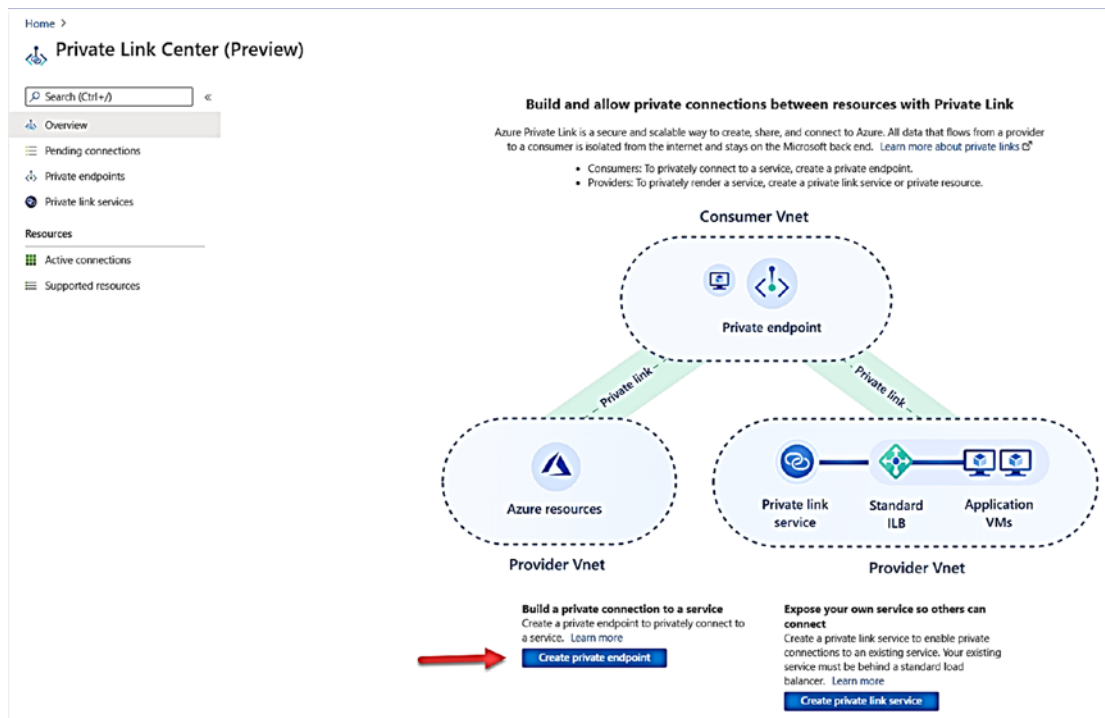 Home >
Private Link Center (Preview)
Search (Ctrl+/)
«
Overview
Pending connections
Private endpoints
Private link services
Resources
Active connections
Supported resources
Build and allow private connections between resources with Private Link
Azure Private Link is a secure and scalable way to create, share, and connect to Azure. All data that flows from a provider
to a consumer is isolated from the internet and stays on the Microsoft back end. Learn more about private links
• Consumers: To privately connect to a service, create a private endpoint.
• Providers: To privately render a service, create a private link service or private resource.
Consumer Vnet
Private endpoint
Private link
Private link
Azure resources
Provider Vnet
Private link
service
Standard
ILB
Application
VMs
Provider Vnet
Build a private connection to a service
Create a private endpoint to privately connect to
a service. Learn more
Create private endpoint
Expose your own service so others can
connect
Create a private link service to enable private
connections to an existing service. Your existing
service must be behind a standard load
balancer. Learn more
Create private link service